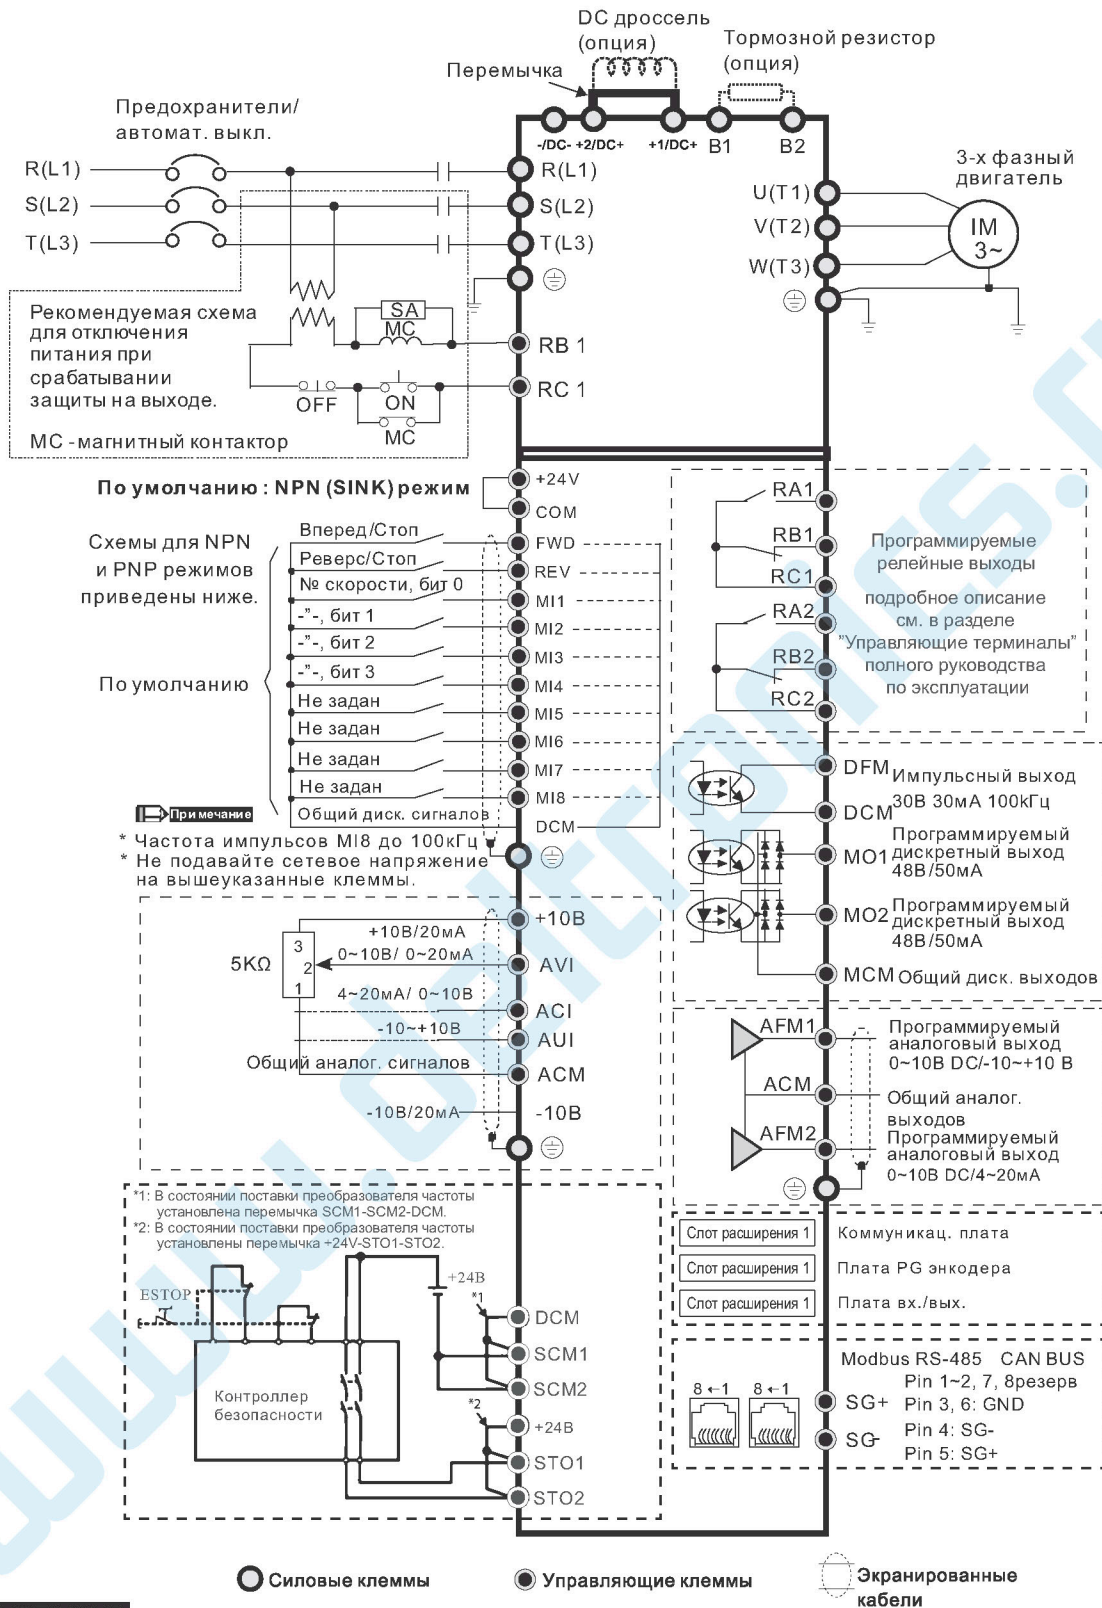 DC дроссель
(опция)
Тормозной резистор
(опция)
Перемычка
Предохранители/
автомат. выкл.
-/DC- +2/DC+ +1/DC+ B1 B2
3-х фазный
двигатель
R(L1) R(L1)
S(L2) S(L2)
T(L3) T(L3)
U(T1)
V(T2)
W(T3)
IM
3~
Рекомендуемая схема
для отключения
питания при
срабатывании
защиты на выходе.
МС -магнитный контактор
SA
MC
OFF
ON
MC
RB 1
RC 1
По умолчанию : NPN (SINK) режим
+24V
COM
Схемы для NPN
и PNP режимов
приведены ниже.
По умолчанию
Вперед/Стоп FWD
Реверс/Стоп REV
№ скорости, бит 0 MI1
-"-, бит 1 MI2
-"-, бит 2 MI3
-"-, бит 3 MI4
Не задан MI5
Не задан MI6
Не задан MI7
Не задан MI8
Общий диск. сигналов DCM
Примечание
* Частота импульсов MI8 до 100кГц
* Не подавайте сетевое напряжение
на вышеуказанные клеммы.
RA1
RB1
RC1
RA2
RB2
RC2
Программируемые
релейные выходы
подробное описание
см. в разделе
"Управляющие терминалы"
полного руководства
по эксплуатации
DFM Импульсный выход
30В 30мА 100кГц
DCM
MO1 Программируемый
дискретный выход
48В/50мА
MO2 Программируемый
дискретный выход
48В/50мА
MCM Общий диск. выходов
5KΩ
3
2
1
+10В/20мА +10В
0~10В/ 0~20мА AVI
4~20мА/ 0~10В ACI
-10~+10В AUI
Общий аналог. сигналов ACM
-10В/20мА -10В
AFM1 Программируемый
аналоговый выход
0~10В DC/-10~+10 В
ACM Общий аналог.
выходов
AFM2 Программируемый
аналоговый выход
0~10В DC/4~20мА
*1: В состоянии поставки преобразователя частоты
установлена перемычка SCM1-SCM2-DCM.
*2: В состоянии поставки преобразователя частоты
установлены перемычка +24V-STO1-STO2.
ESTOP
Контроллер
безопасности
+24В
*1
DCM
SCM1
SCM2
*2
+24В
STO1
STO2
Слот расширения 1 Коммуникац. плата
Слот расширения 1 Плата PG энкодера
Слот расширения 1 Плата вх./вых.
Modbus RS-485 CAN BUS
8←1 8←1
Pin 1~2, 7, 8резерв
SG+ Pin 3, 6: GND
Pin 4: SG-
SG- Pin 5: SG+
Силовые клеммы
Управляющие клеммы
Экранированные
кабели